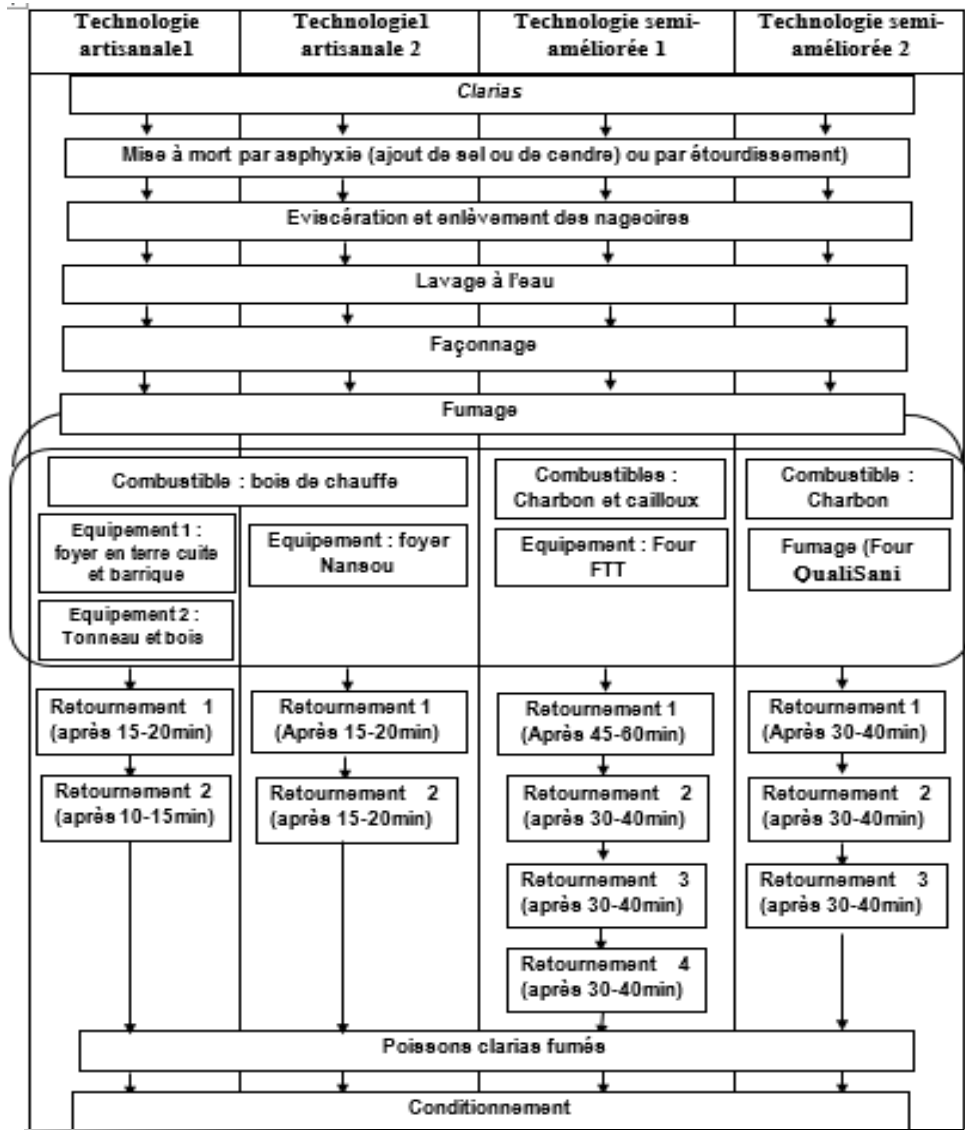 Technologie
artisanale1
Technologie1
artisanale 2
Technologie semi-
améliorée 1
Technologie semi-
améliorée 2
Clarias
Mise à mort par asphyxie (ajout de sel ou de cendre) ou par étourdissement)
Eviscération et enlèvement des nageoires
Lavage à l'eau
Façonnage
Fumage
Combustible : bois de chauffe
Combustibles :
Charbon et cailloux
Combustible :
Charbon
Equipement 1 :
foyer en terre cuite
et barrique
Equipement : foyer
Nansou
Equipement : Four
FTT
Fumage (Four
QualiSani
Equipement 2 :
Tonneau et bois
Retournement 1
(après 15-20min)
Retournement 1
(Après 15-20min)
Retournement 1
(Après 45-60min)
Retournement 1
(Après 30-40min)
Retournement 2
(après 10-15min)
Retournement 2
(après 15-20min)
Retournement 2
(après 30-40min)
Retournement 2
(après 30-40min)
Retournement 3
(après 30-40min)
Retournement 3
(après 30-40min)
Retournement 4
(après 30-40min)
Poissons clarias fumés
Conditionnement